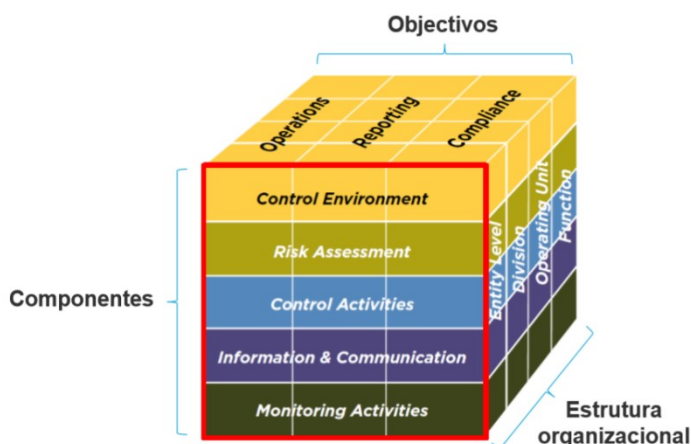 Objectivos
Operations
Reporting
Compliance
Componentes
Control Environment
Risk Assessment
Control Activities
Information & Communication
Monitoring Activities
Entity Level
Division
Operating Unit
Function
Estrutura
organizacional